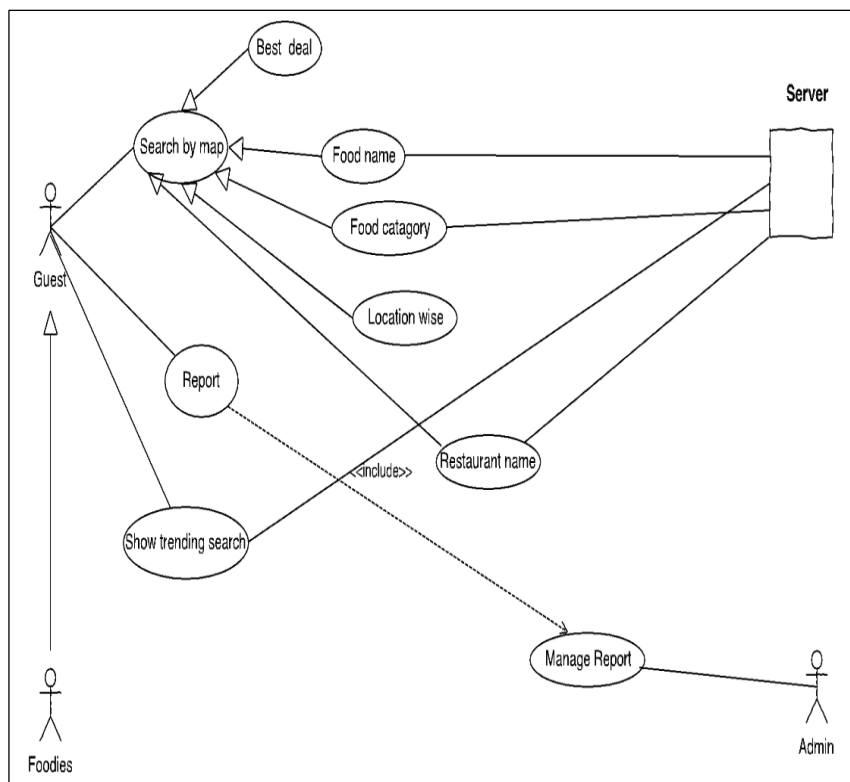 Best deal
Server
Search by map
Food name
Food catagory
Guest
Location wise
Report
Restaurant name
<<include>>
Show trending search
Manage Report
Foodies
Admin